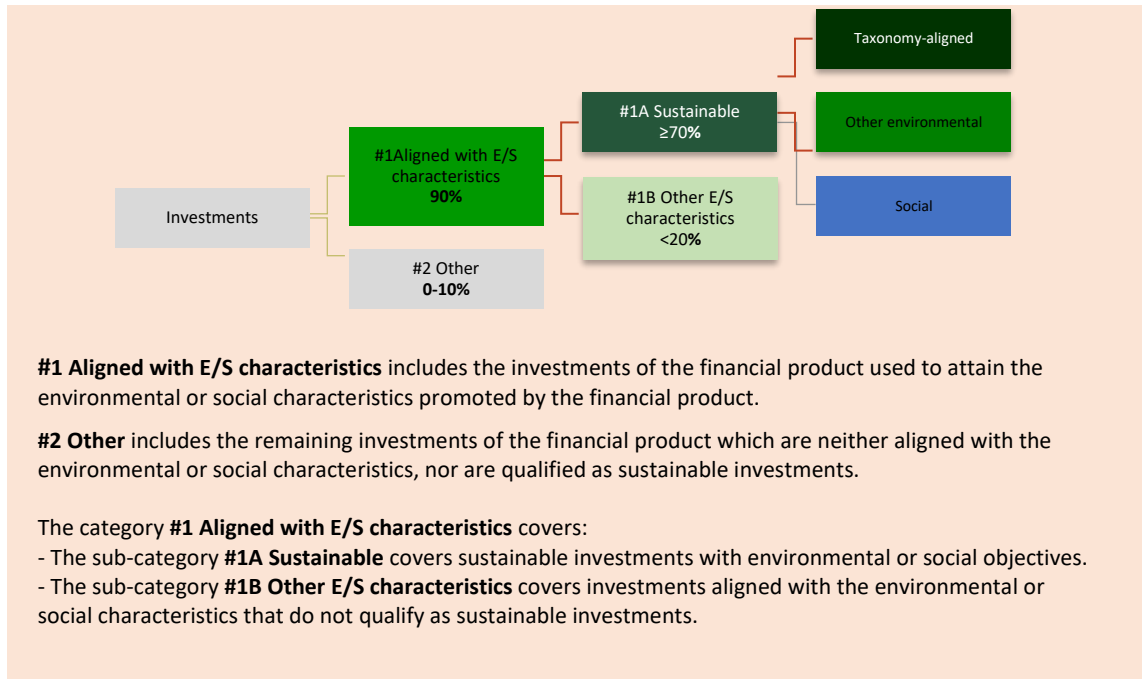 Taxonomy-aligned
#1A Sustainable
≥70%
Other environmental
#1Aligned with E/S
characteristics
90%
#1B Other E/S
characteristics
<20%
Social
Investments
#2 Other
0-10%
#1 Aligned with E/S characteristics includes the investments of the financial product used to attain the
environmental or social characteristics promoted by the financial product.
#2 Other includes the remaining investments of the financial product which are neither aligned with the
environmental or social characteristics, nor are qualified as sustainable investments.
The category #1 Aligned with E/S characteristics covers:
- The sub-category #1A Sustainable covers sustainable investments with environmental or social objectives.
- The sub-category #1B Other E/S characteristics covers investments aligned with the environmental or
social characteristics that do not qualify as sustainable investments.